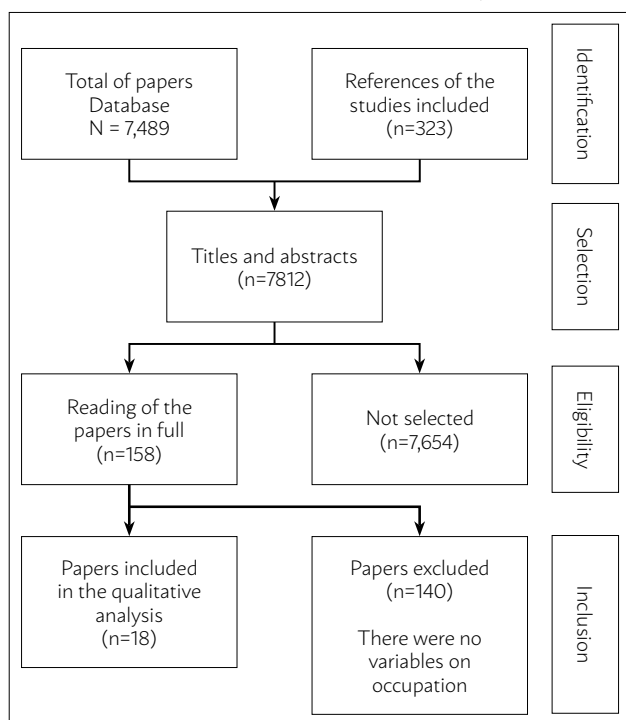 Total of papers
Database
N = 7,489
References of the
studies included
(n=323)
Identification
Titles and abstracts
(n=7812)
Selection
Reading of the
papers in full
(n=158)
Not selected
(n=7,654)
Eligibility
Papers included
in the qualitative
analysis
(n=18)
Papers excluded
(n=140)
There were no
variables on
occupation
Inclusion